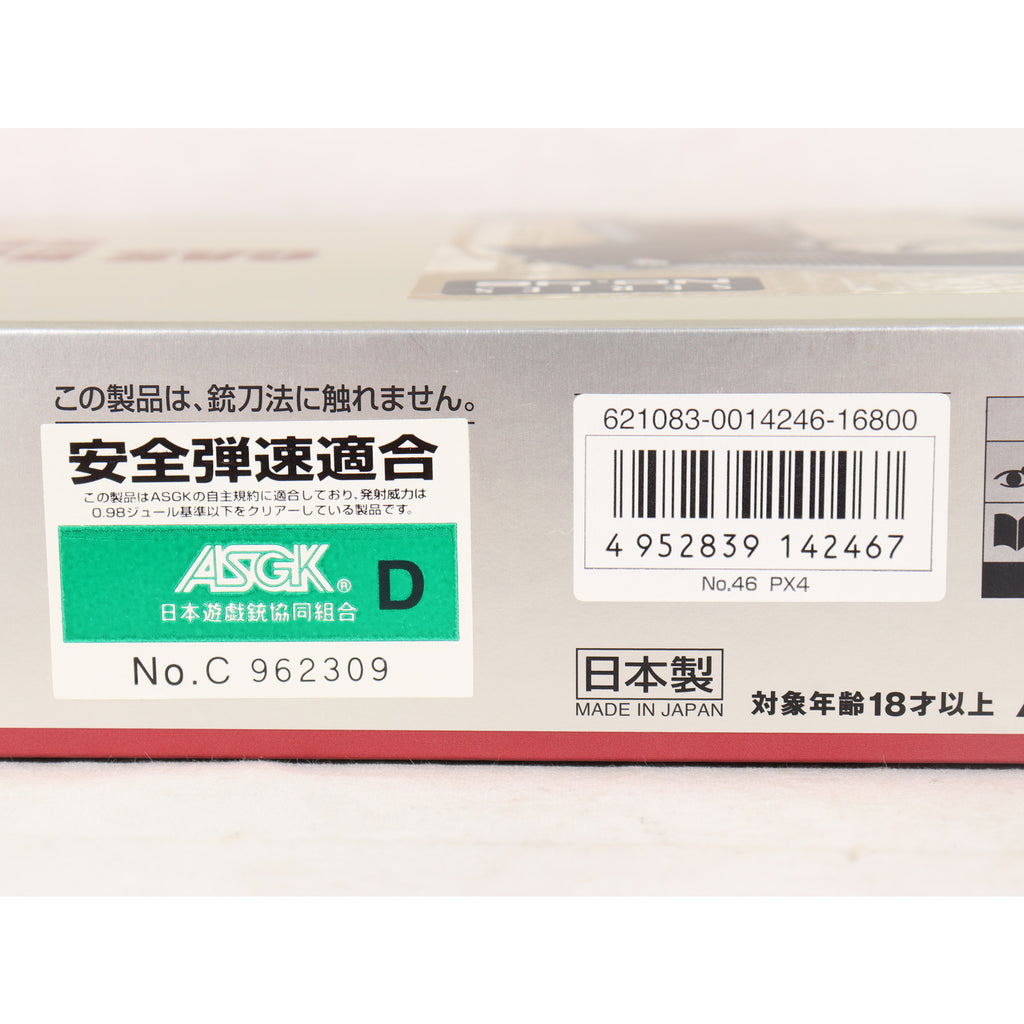 この製品は、銃刀法に触れません。
安全弾速適合
この製品はASGKの自主規約に適合しており、発射威力は
0.98ジュール基準以下をクリアーしている製品です。
ASGK®
日本遊戯銃協同組合
D
No.C 962309
621083-0014246-16800
4 952839 142467
No.46 PX4
日本製
MADE IN JAPAN
対象年齢18才以上